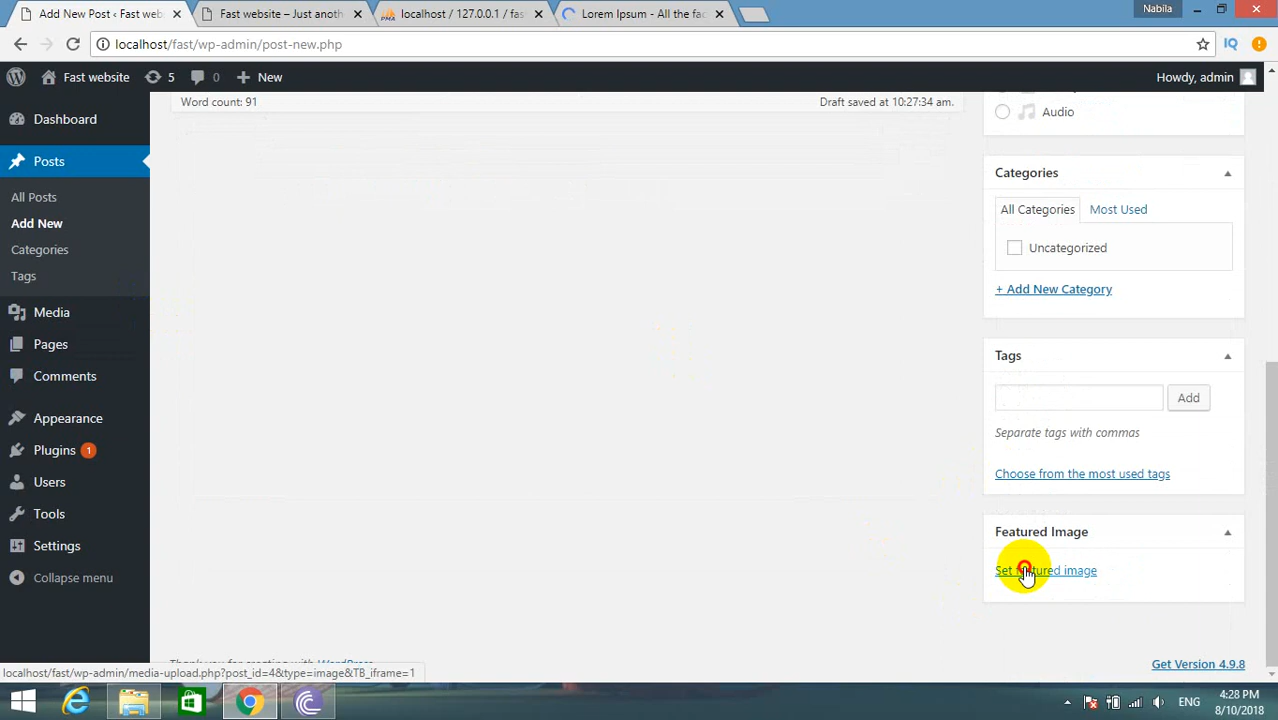 Add New Post ‹ Fast web
Fast website – Just anoth
localhost / 127.0.0.1 / fas
Lorem Ipsum - All the fac
Nabila
localhost/fast/wp-admin/post-new.php
Fast website
5
0
New
Howdy, admin
Word count: 91
Draft saved at 10:27:34 am.
Dashboard
Posts
All Posts
Add New
Categories
Tags
Media
Pages
Comments
Appearance
Plugins 1
Users
Tools
Settings
Collapse menu
Audio
Categories
All Categories
Most Used
Uncategorized
+ Add New Category
Tags
Add
Separate tags with commas
Choose from the most used tags
Featured Image
Set featured image
Thank you for creating with WordPress
Get Version 4.9.8
localhost/fast/wp-admin/media-upload.php?post_id=4&type=image&TB_iframe=1
ENG
4:28 PM
8/10/2018